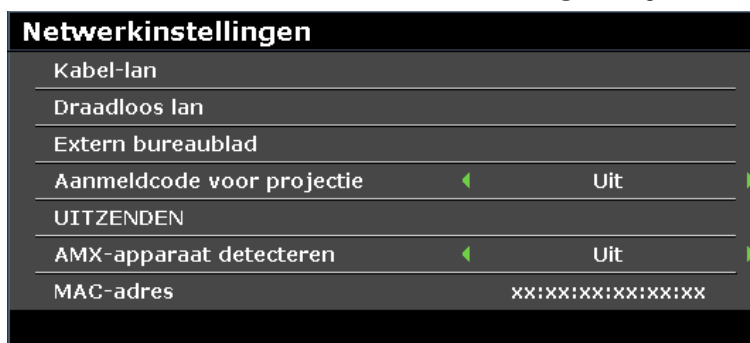 Netwerkinstellingen
Kabel-lan
Draadloos lan
Extern bureaublad
Aanmeldcode voor projectie Uit
UITZENDEN
AMX-apparaat detecteren Uit
MAC-adres xx:xx:xx:xx:xx:xx